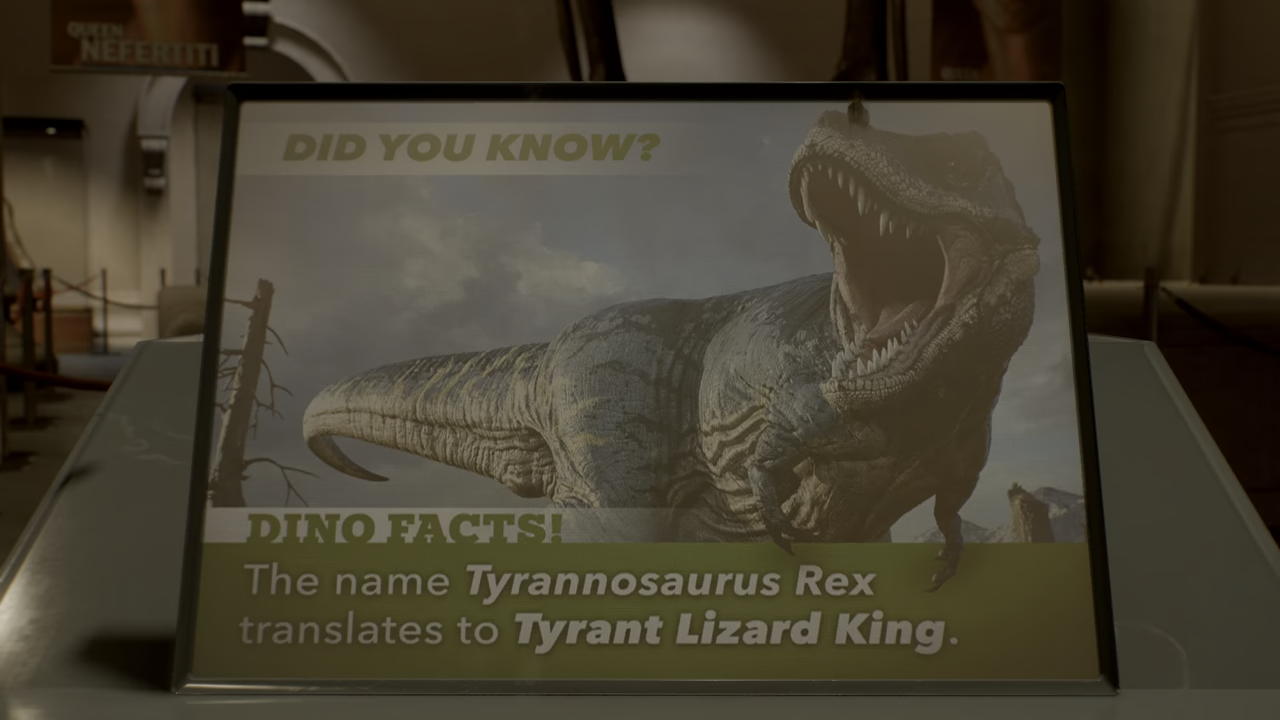 QUEEN
NEFERTITI
DID YOU KNOW?
DINO FACTS!
The name Tyrannosaurus Rex
translates to Tyrant Lizard King.